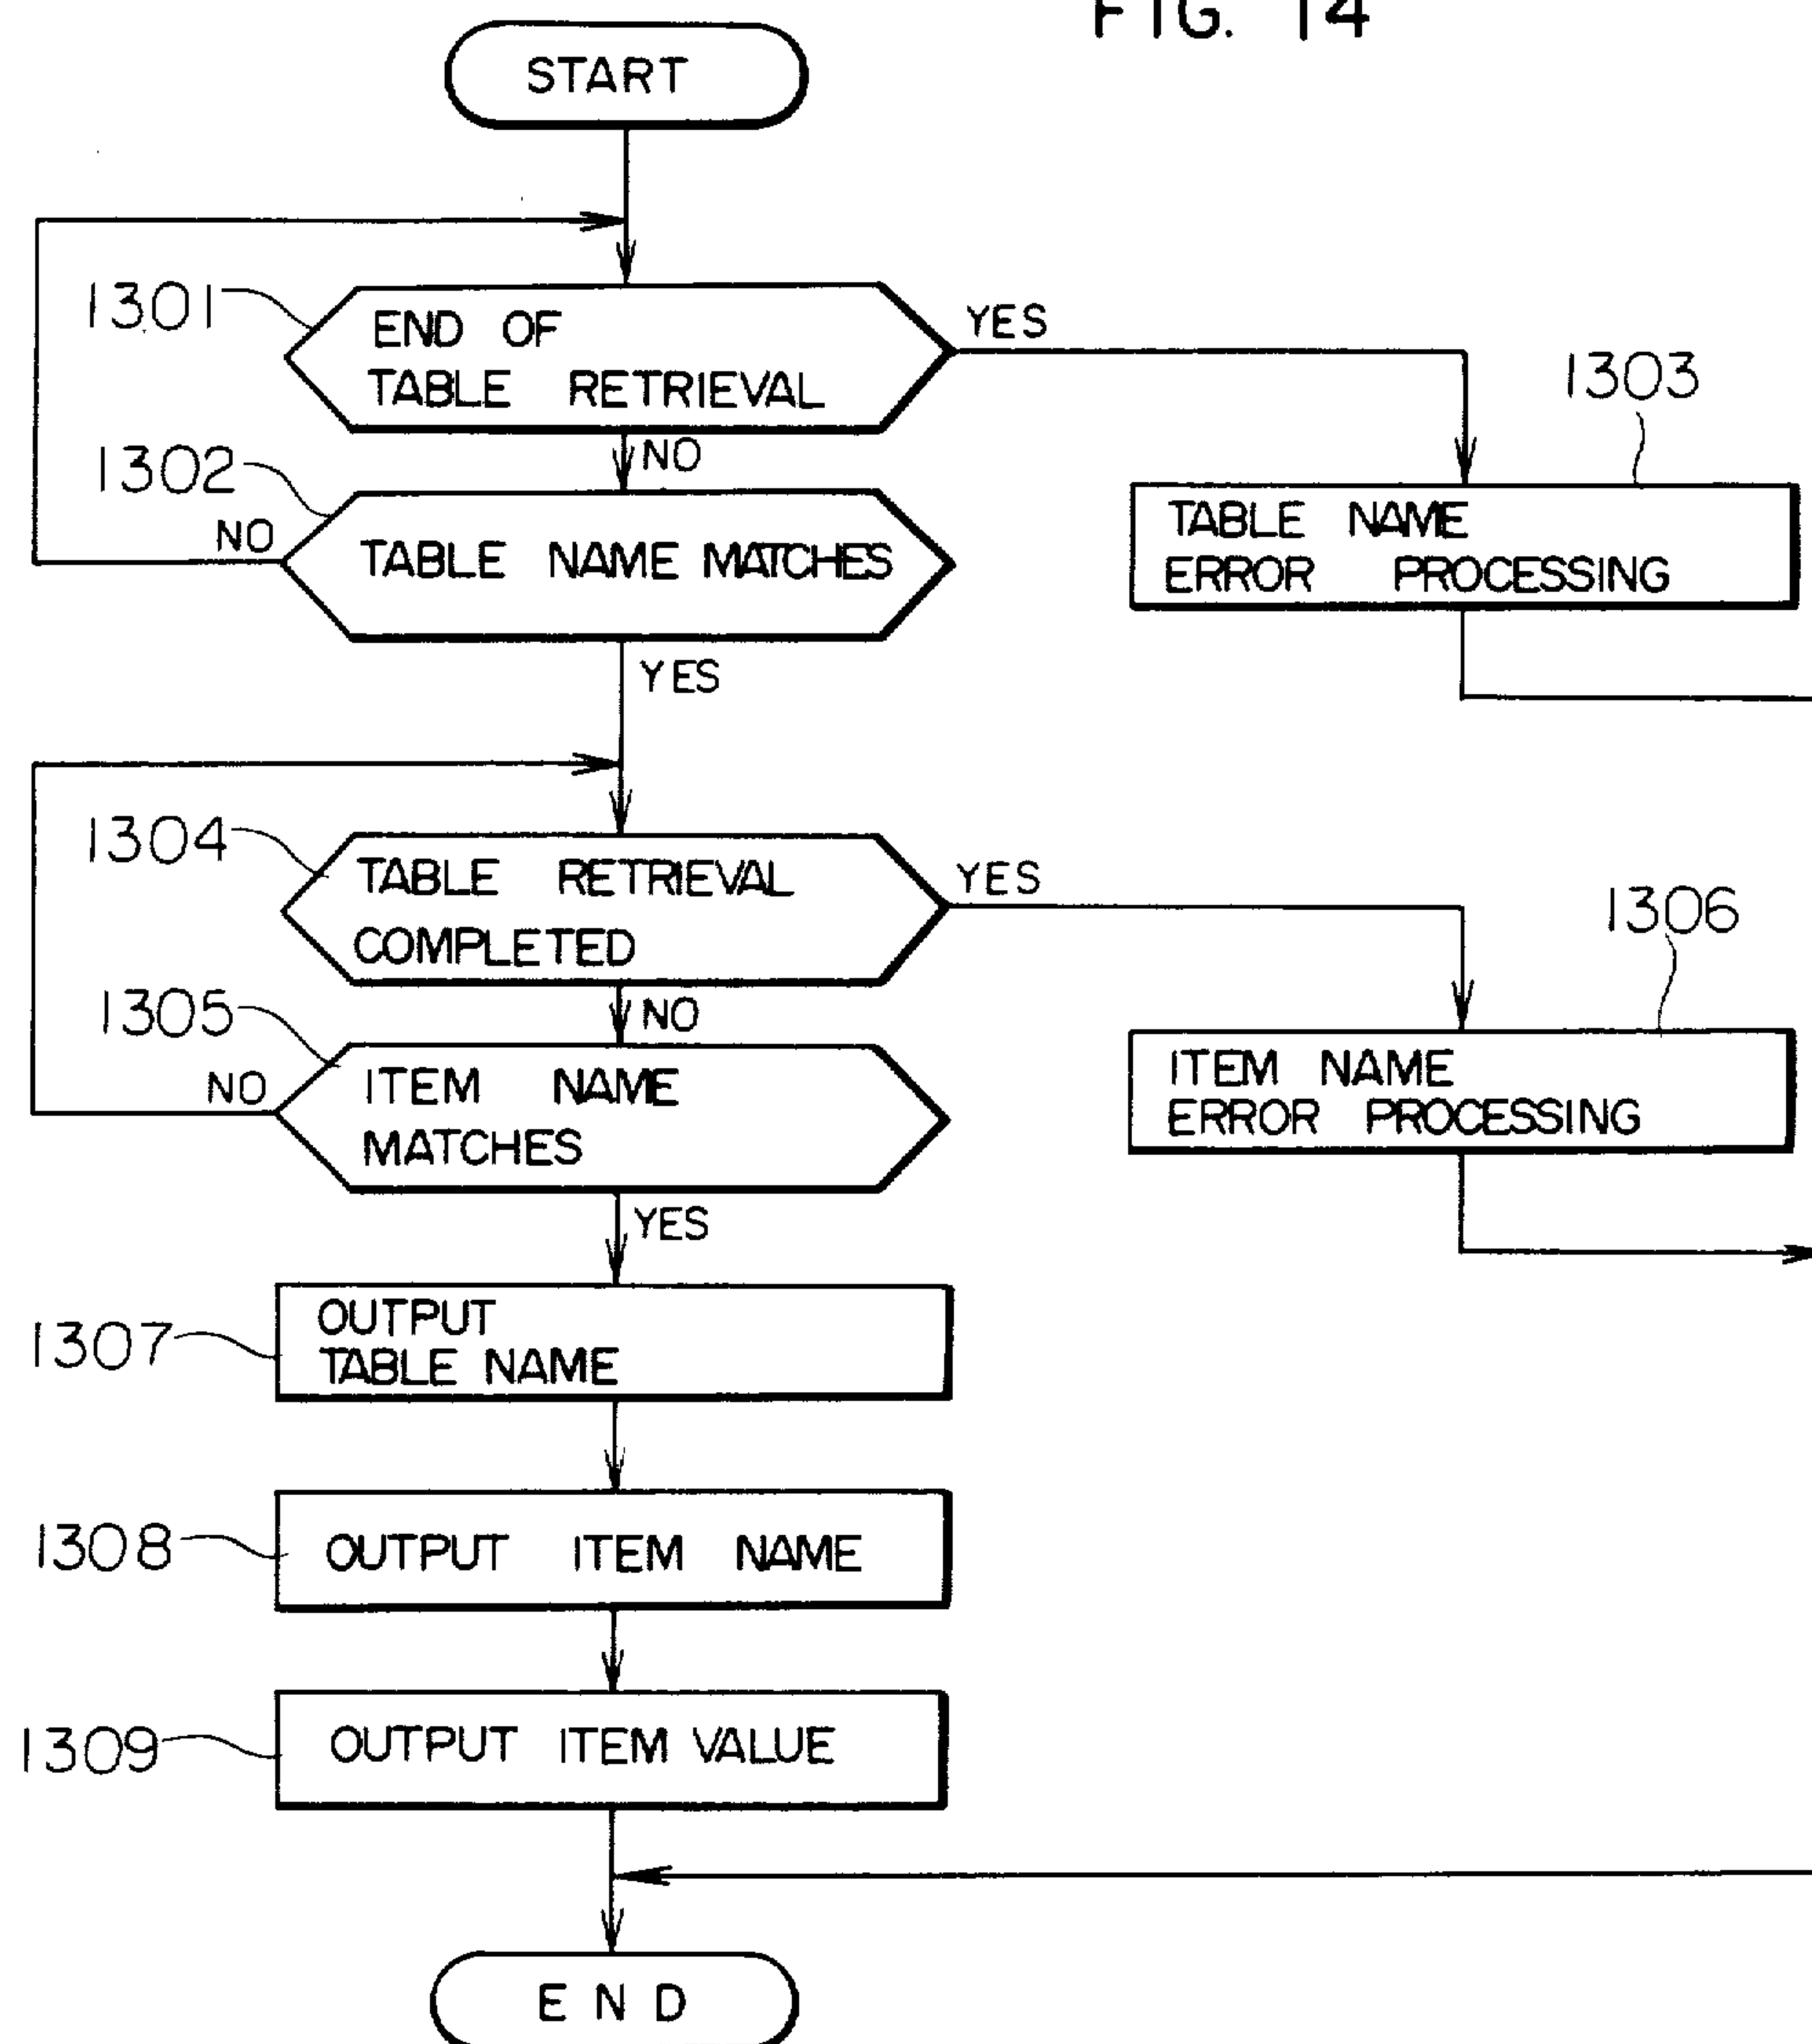 FIG. 14
START
1301
END OF
TABLE RETRIEVAL
YES
NO
1303
TABLE NAME
ERROR PROCESSING
1302
NO
TABLE NAME MATCHES
YES
1304
TABLE RETRIEVAL
COMPLETED
YES
NO
1306
ITEM NAME
ERROR PROCESSING
1305
NO
ITEM NAME
MATCHES
YES
1307
OUTPUT
TABLE NAME
1308
OUTPUT ITEM NAME
1309
OUTPUT ITEM VALUE
END